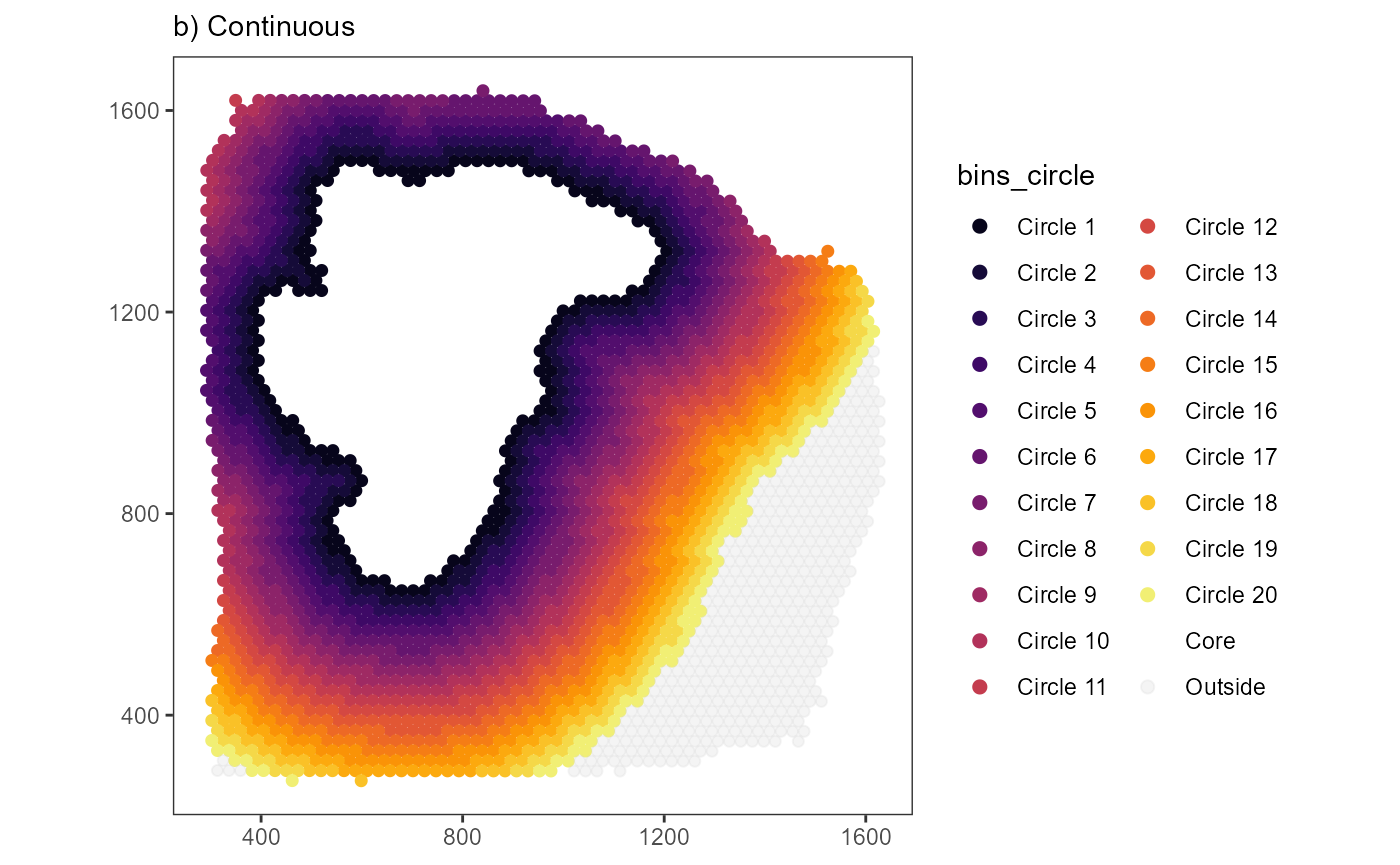 b) Continuous
1600
1200
800
400
400 800 1200 1600
bins_circle
Circle 1
Circle 2
Circle 3
Circle 4
Circle 5
Circle 6
Circle 7
Circle 8
Circle 9
Circle 10
Circle 11
Circle 12
Circle 13
Circle 14
Circle 15
Circle 16
Circle 17
Circle 18
Circle 19
Circle 20
Core
Outside